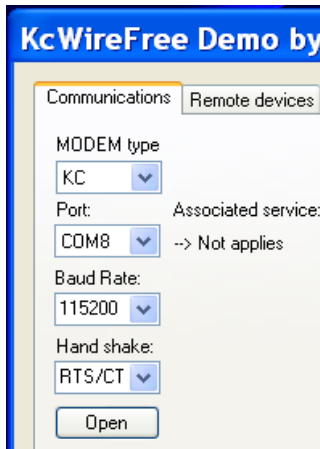 KcWireFree Demo by
Communications Remote devices
MODEM type
KC
Port: Associated service:
COM8 --> Not applies
Baud Rate:
115200
Hand shake:
RTS/CT
Open